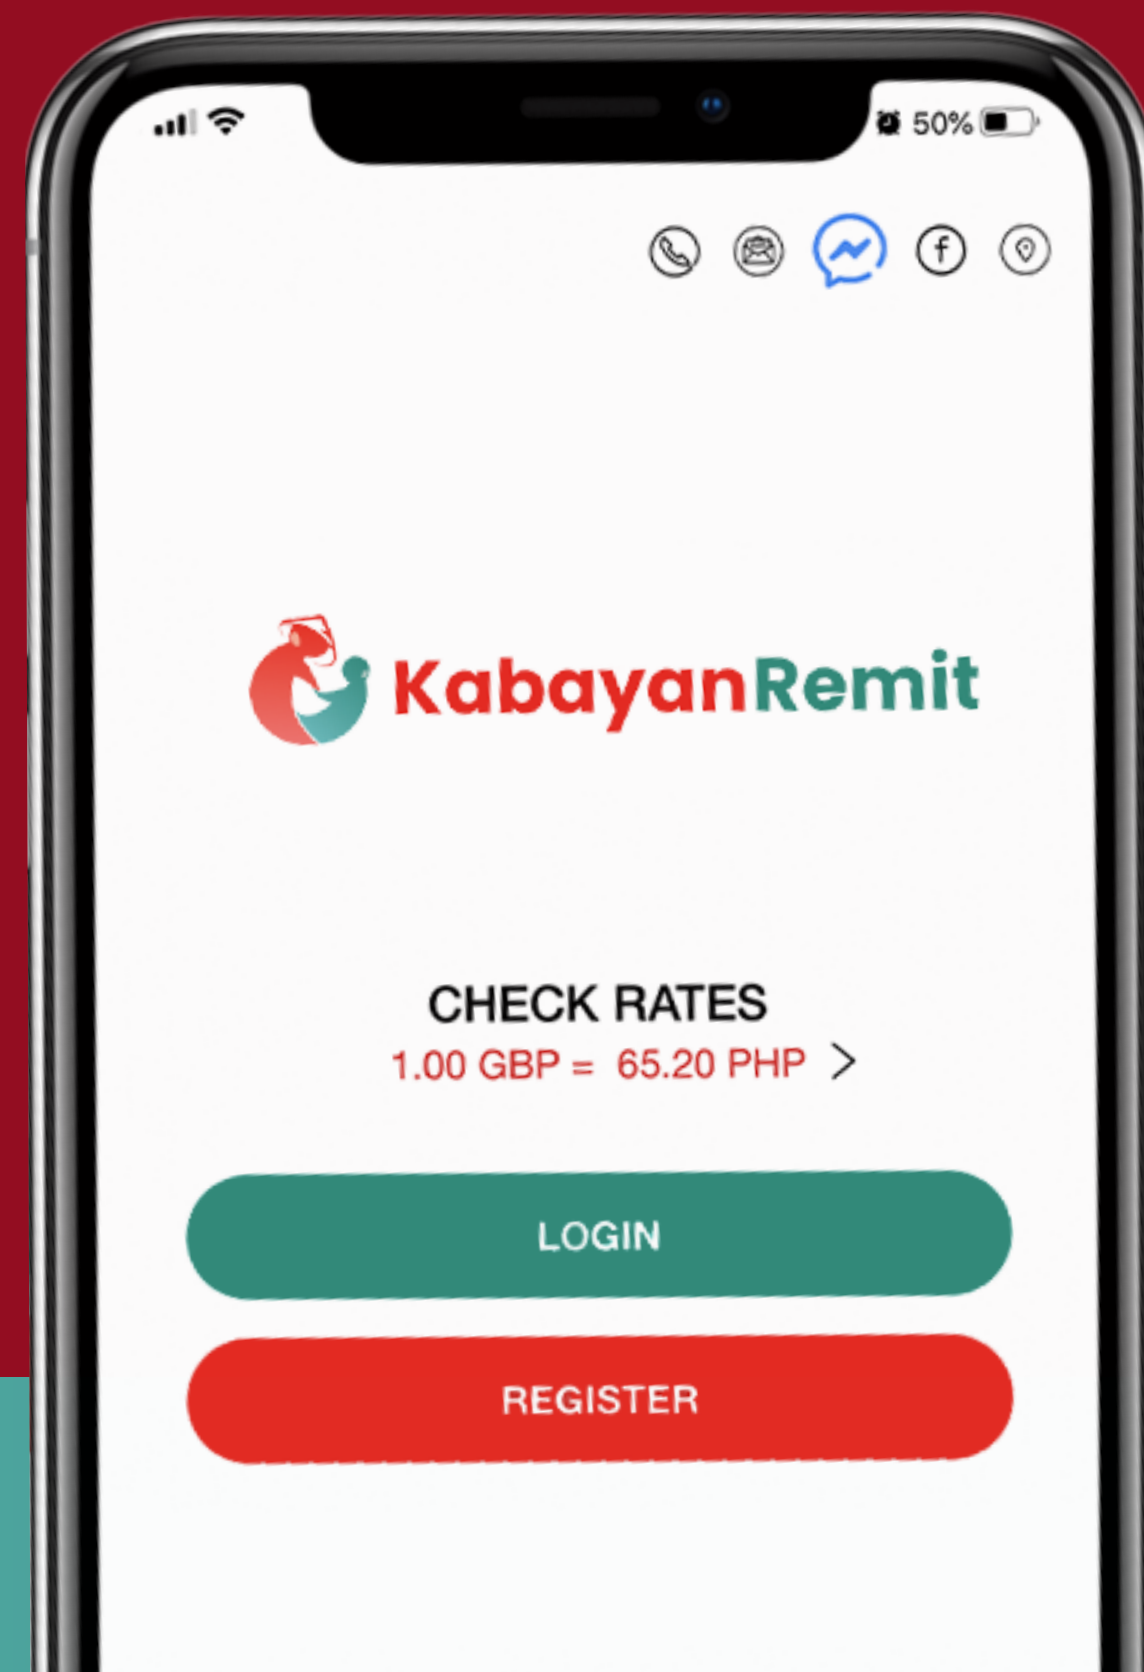 50%
KabayanRemit
CHECK RATES
1.00 GBP = 65.20 PHP >
LOGIN
REGISTER